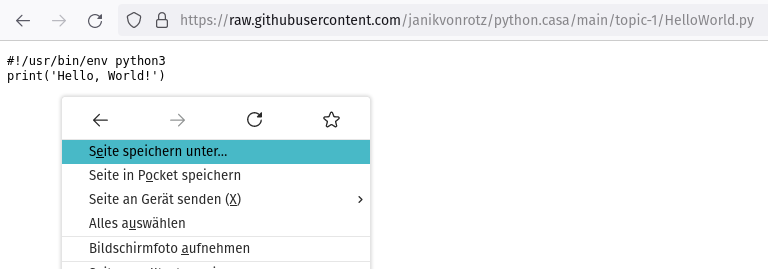 https://raw.githubusercontent.com/janikvonrotz/python.casa/main/topic-1/HelloWorld.py
#!/usr/bin/env python3
print('Hello, World!')
Seite speichern unter...
Seite in Pocket speichern
Seite an Gerät senden (X)
Alles auswählen
Bildschirmfoto aufnehmen